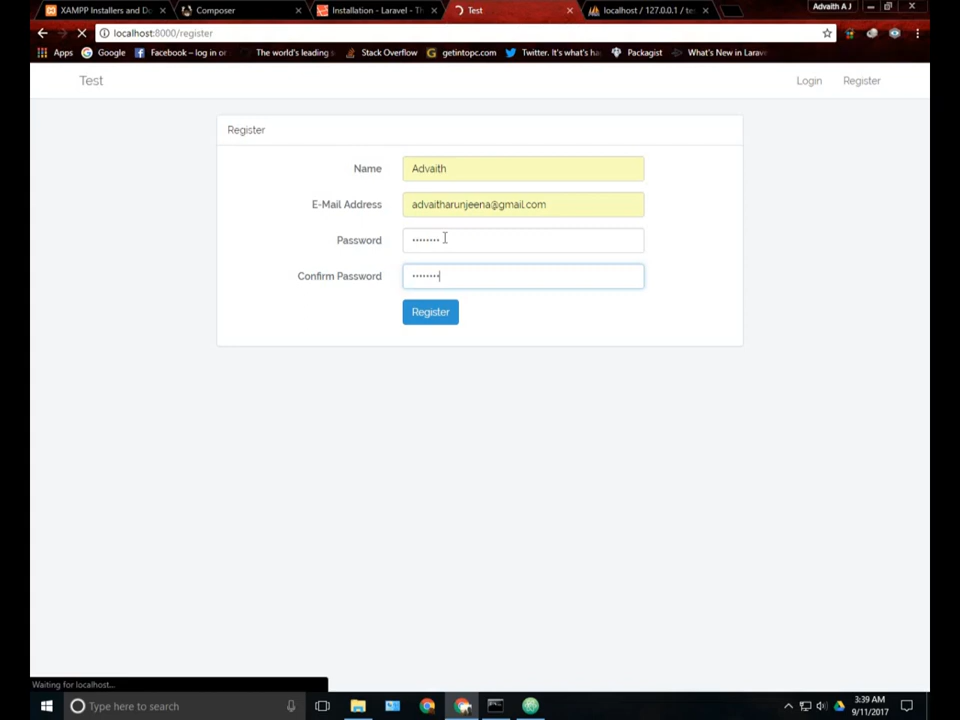 XAMPP Installers and Do
Composer
Installation - Laravel - Th
Test
localhost / 127.0.0.1 / te
Advaith A J
localhost:8000/register
Apps
Google
Facebook – log in or
The world's leading
Stack Overflow
getintopc.com
Twitter. It's what's ha
Packagist
What's New in Larav
Test
Login
Register
Register
Name
Advaith
E-Mail Address
advaitharunjeena@gmail.com
Password
••••••••
Confirm Password
••••••••
Register
Waiting for localhost...
Type here to search
3:39 AM
9/11/2017